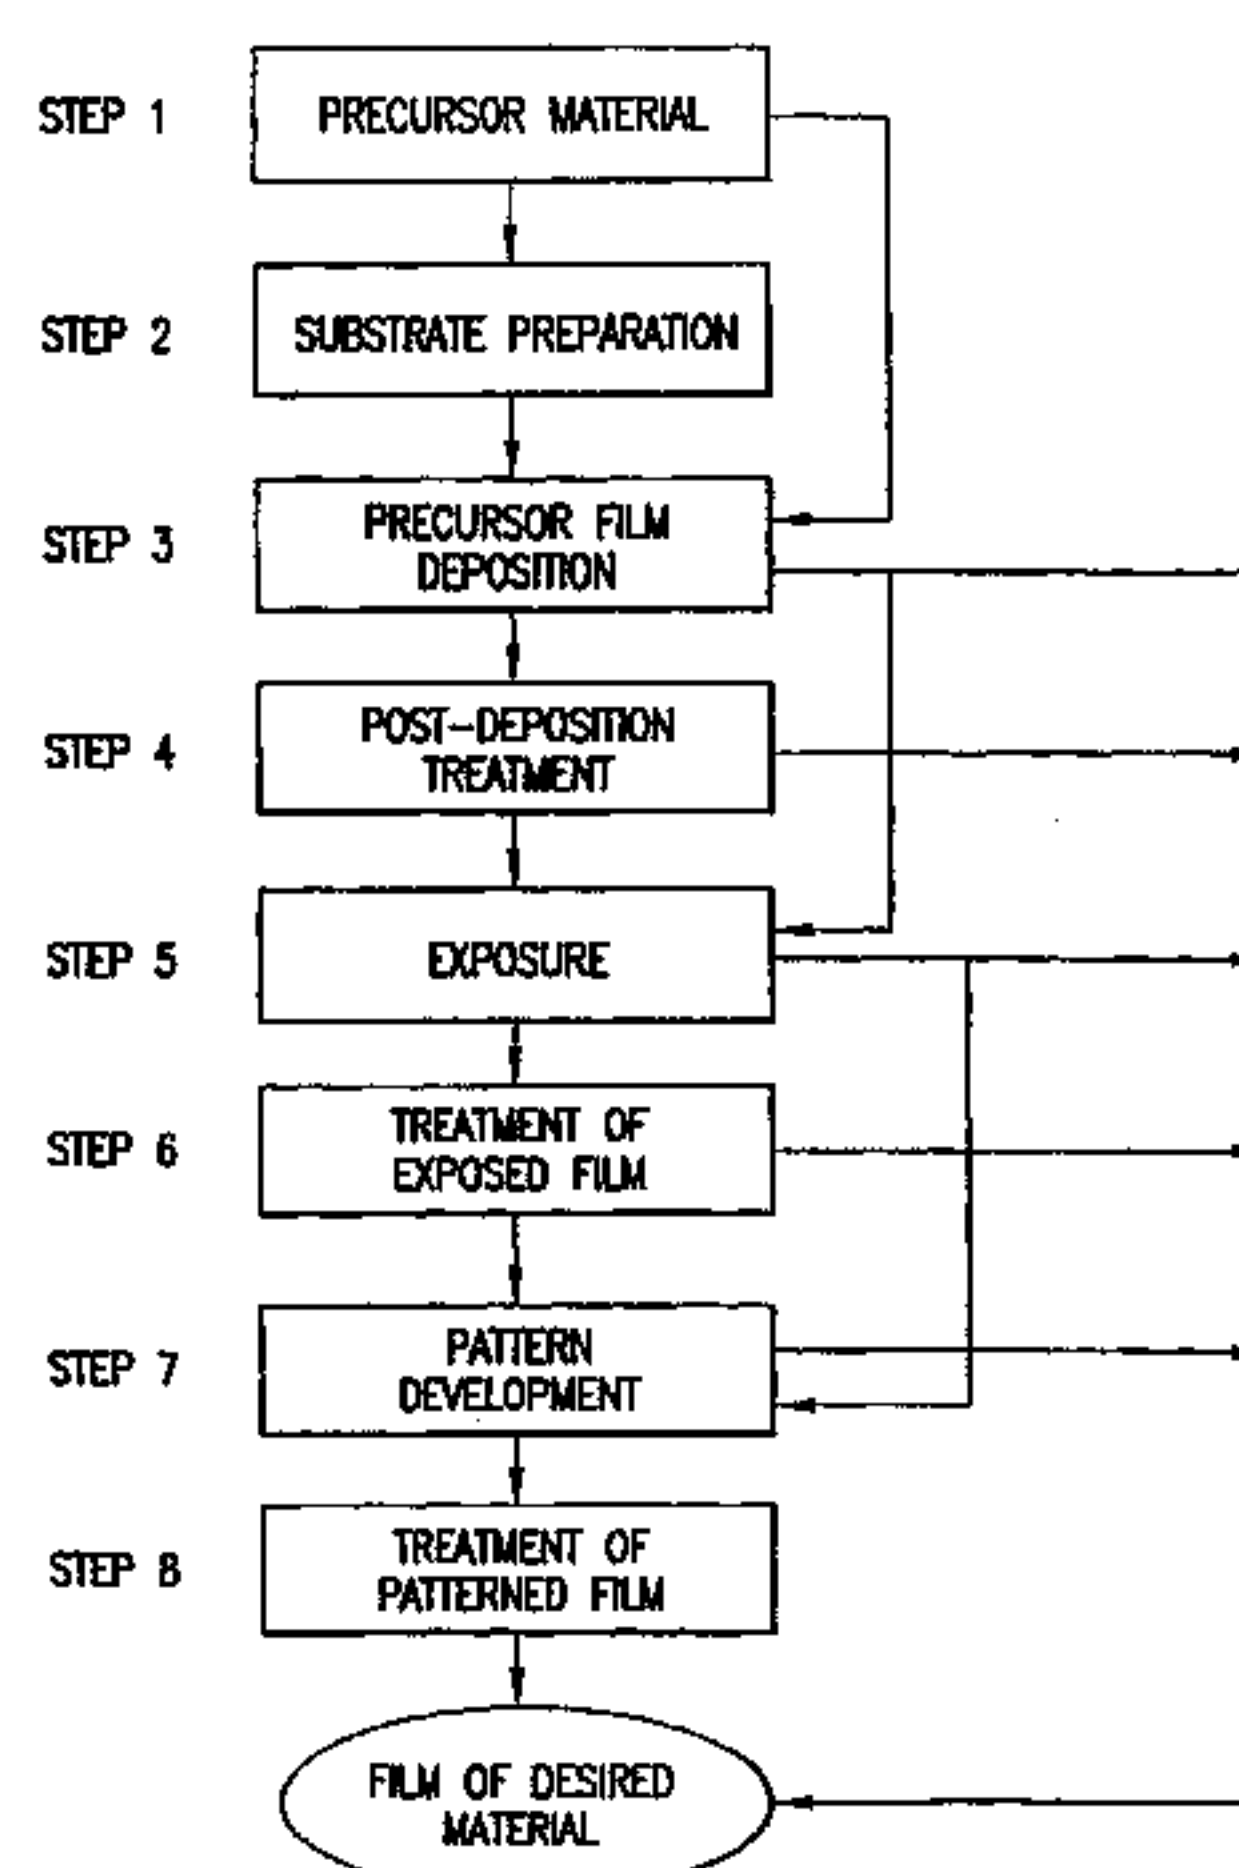 STEP 1
PRECURSOR MATERIAL
STEP 2
SUBSTRATE PREPARATION
STEP 3
PRECURSOR FILM
DEPOSITION
STEP 4
POST-DEPOSITION
TREATMENT
STEP 5
EXPOSURE
STEP 6
TREATMENT OF
EXPOSED FILM
STEP 7
PATTERN
DEVELOPMENT
STEP 8
TREATMENT OF
PATTERNED FILM
FILM OF DESIRED
MATERIAL